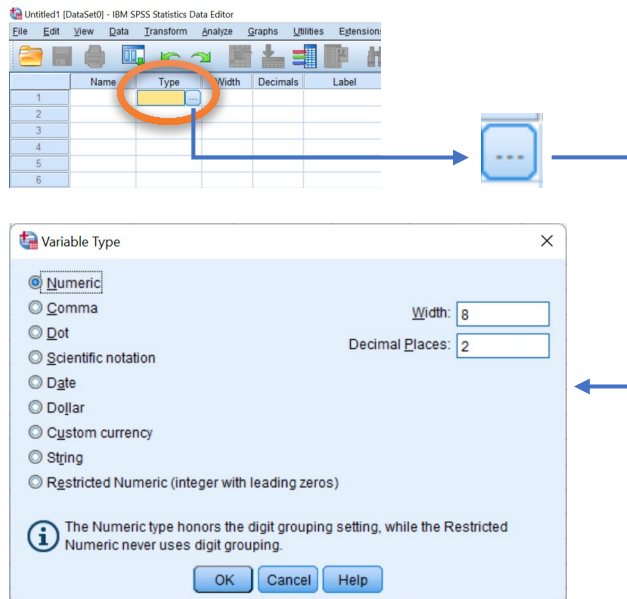 Untitled1 [DataSet0] - IBM SPSS Statistics Data Editor
File Edit View Data Transform Analyze Graphs Utilities Extensions
Name Type Width Decimals Label
1
2
3
4
5
6
...
Variable Type
Numeric
Comma
Dot
Scientific notation
Date
Dollar
Custom currency
String
Restricted Numeric (integer with leading zeros)
Width: 8
Decimal Places: 2
The Numeric type honors the digit grouping setting, while the Restricted
Numeric never uses digit grouping.
OK Cancel Help